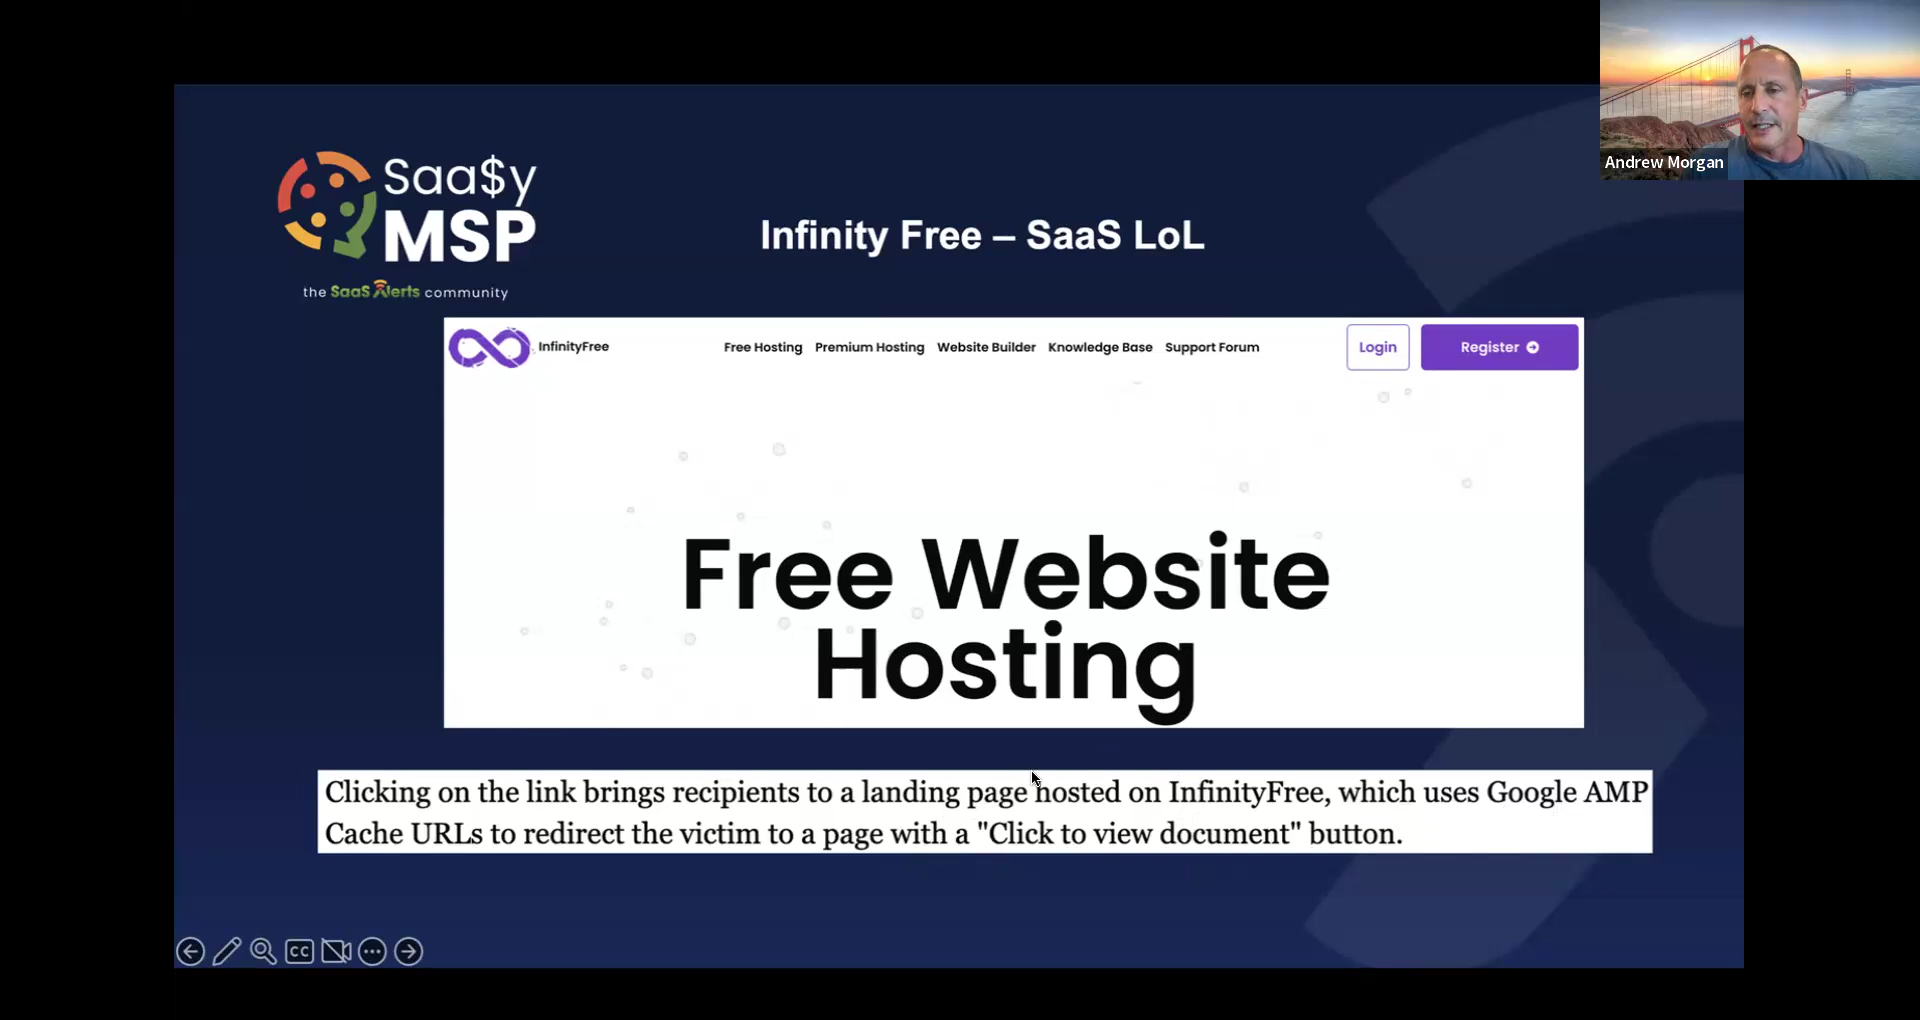 Andrew Morgan
Saa$y
MSP
the SaaS Alerts community
Infinity Free – SaaS LoL
InfinityFree
Free Hosting Premium Hosting Website Builder Knowledge Base Support Forum
Login
Register
Free Website
Hosting
Clicking on the link brings recipients to a landing page hosted on InfinityFree, which uses Google AMP
Cache URLs to redirect the victim to a page with a "Click to view document" button.
CC